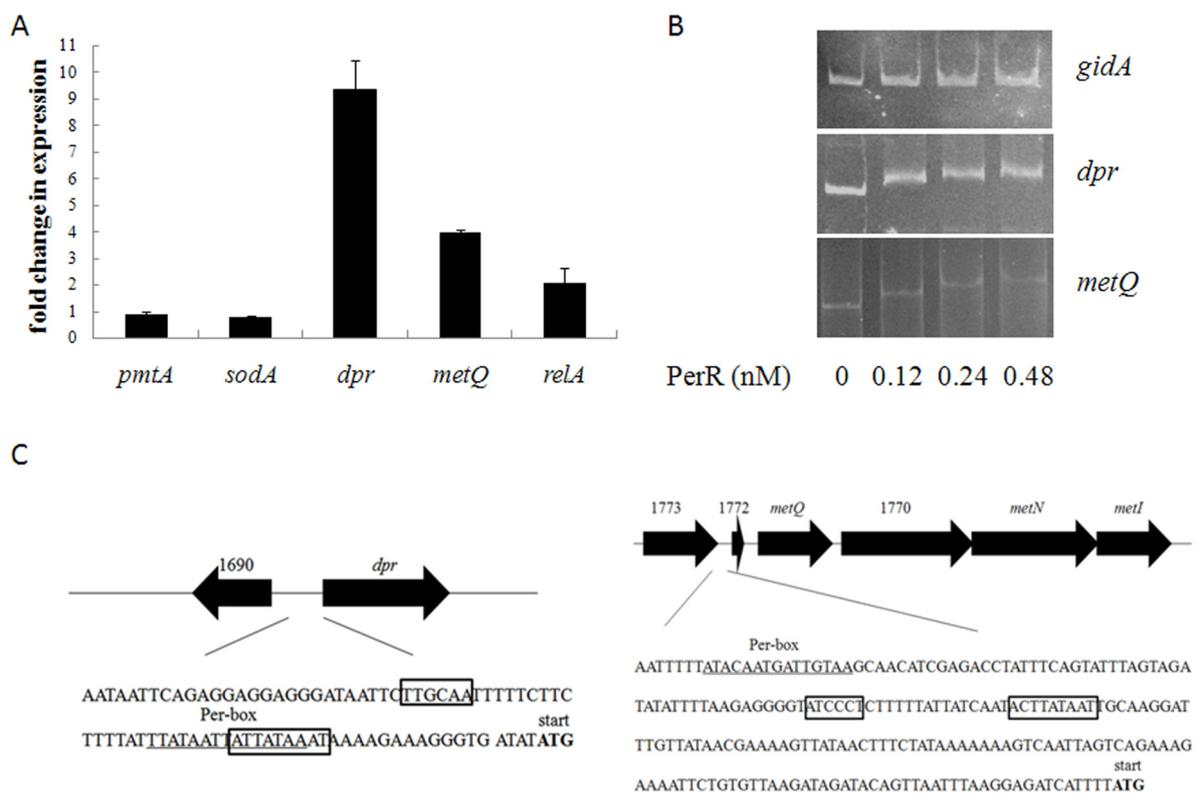 A
fold change in expression
11
10
9
8
7
6
5
4
3
2
1
0
pmtA sodA dpr metQ relA
B
gidA
dpr
metQ
PerR (nM) 0 0.12 0.24 0.48
C
1690 dpr
Per-box
AATAATTCAGAGGAGGAGGGATAATTCTTGCAATTTTTCTTC
start
TTTTATTTATAATTATTATAAATAAAAGAAAGGGTG ATATATG
1773 1772 metQ 1770 metN metI
Per-box
AATTTTTATACAATGATTGTAAGCAACATCGAGACCTATTTCAGTATTTAGTAGA
TATATTTTAAGAGGGGTATCCCTCTTTTTATTATCAATACTTATAATTGCAAGGAT
TTGTTATAACGAAAAGTTATAACTTTCTATAAAAAAAGTCAATTAGTCAGAAAG
start
AAAATTCTGTGTTAAGATAGATACAGTTAATTTAAGGAGATCATTTTATG